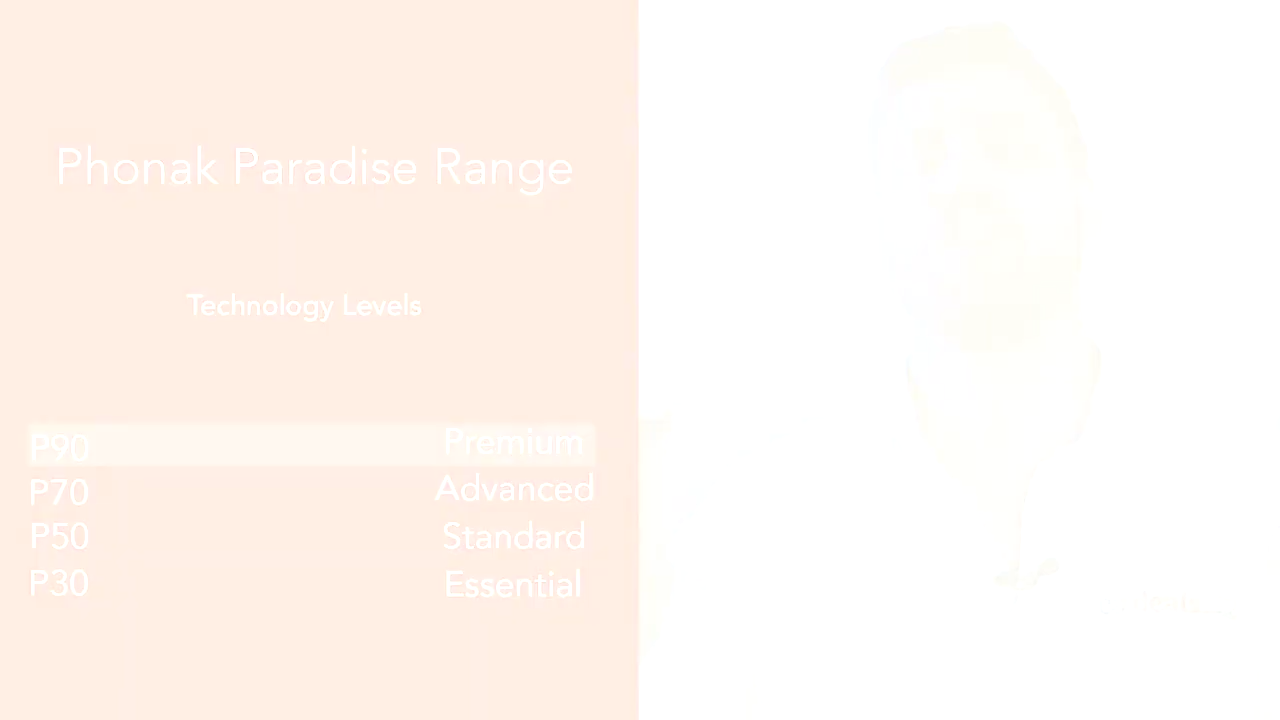 Phonak Paradise Range
Technology Levels
P90 Premium
P70 Advanced
P50 Standard
P30 Essential